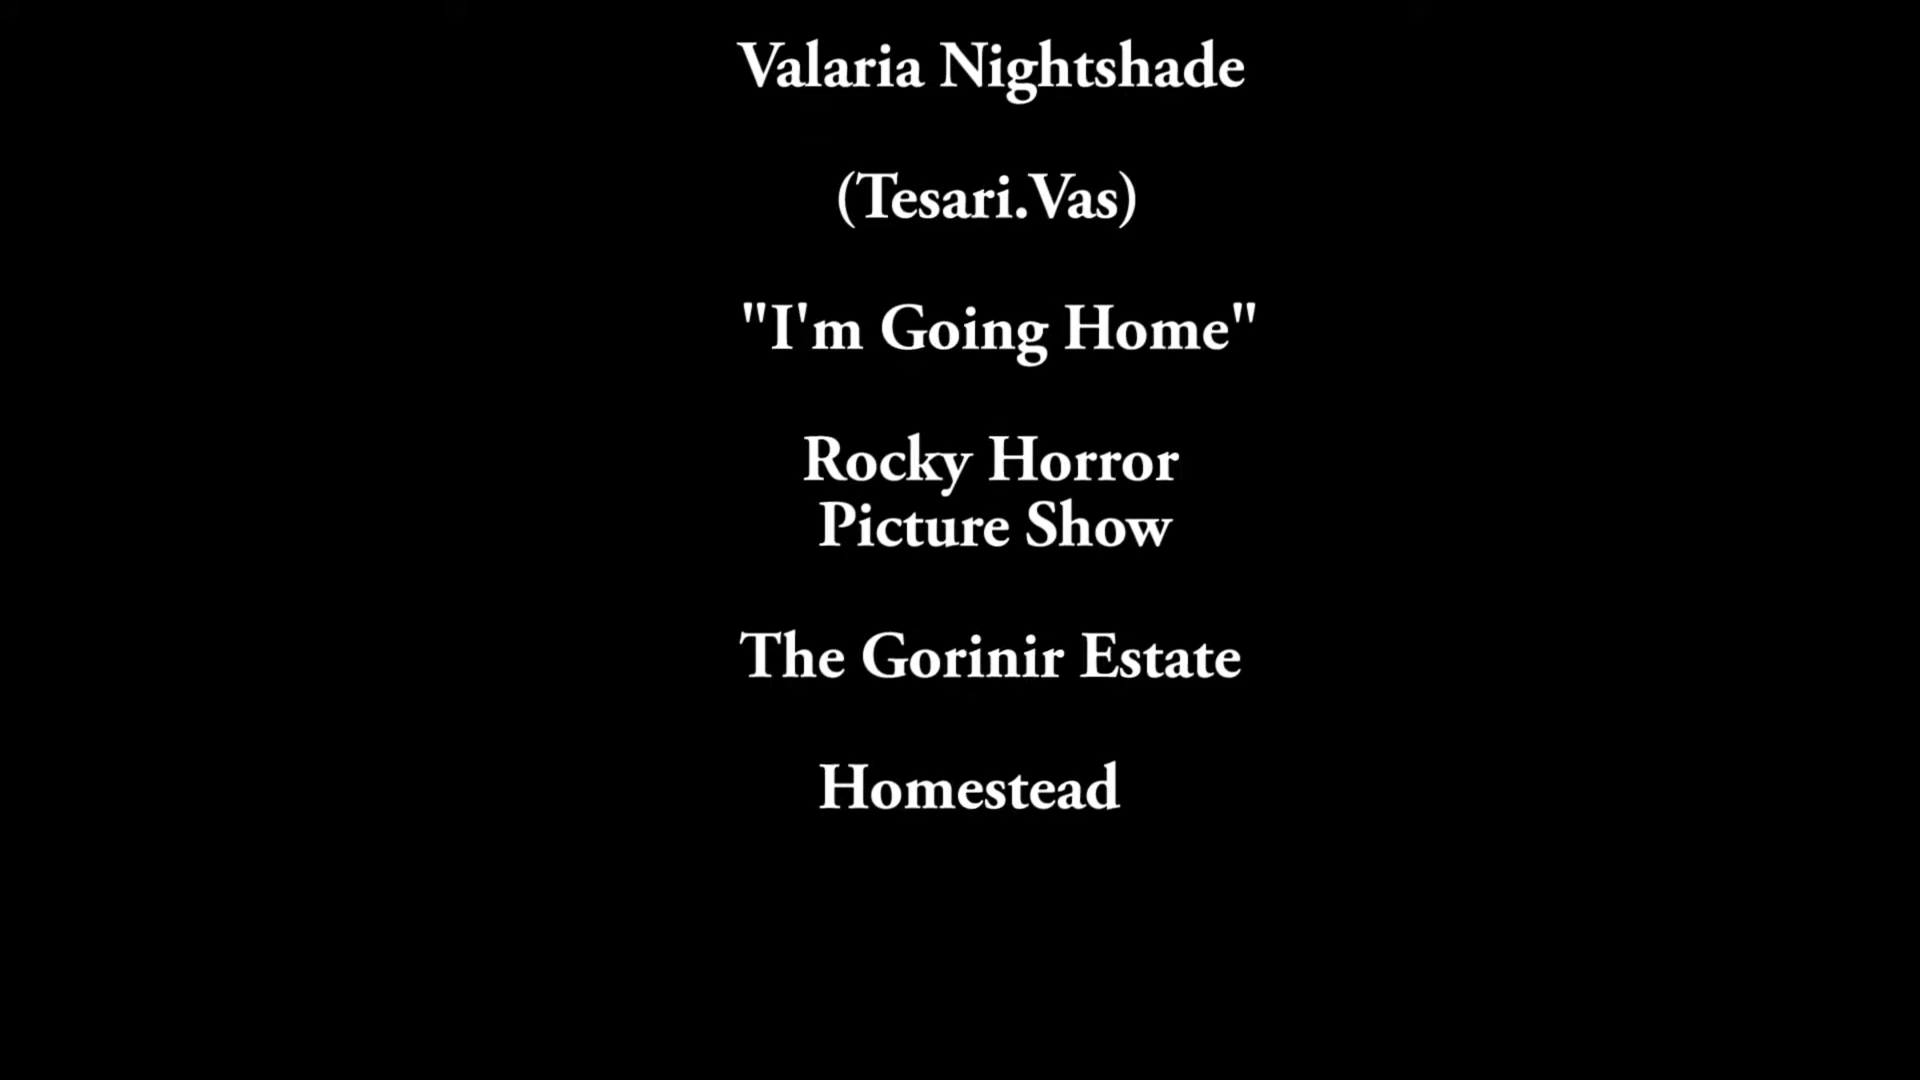 Valaria Nightshade
(Tesari.Vas)
"I'm Going Home"
Rocky Horror
Picture Show
The Gorinir Estate
Homestead